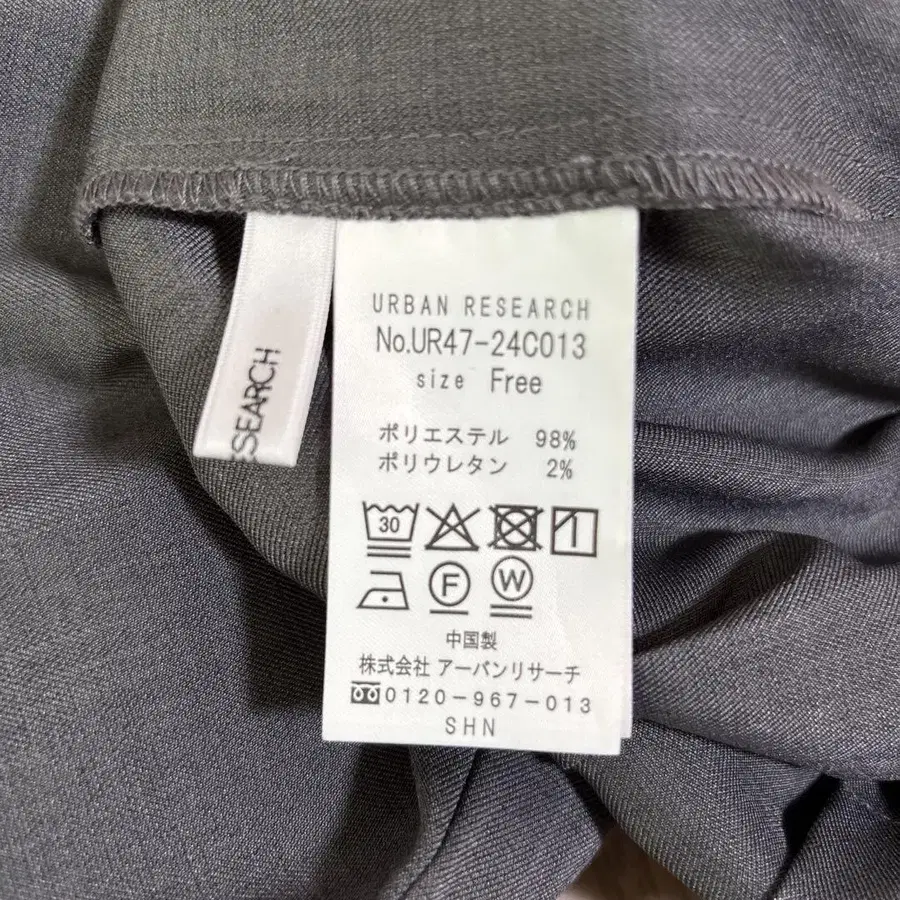 URBAN RESEARCH
No.UR47-24C013
size Free
ポリエステル 98%
ポリウレタン 2%
30
F W
中国製
株式会社 アーバンリサーチ
0120-967-013
SHN
ESEARCH